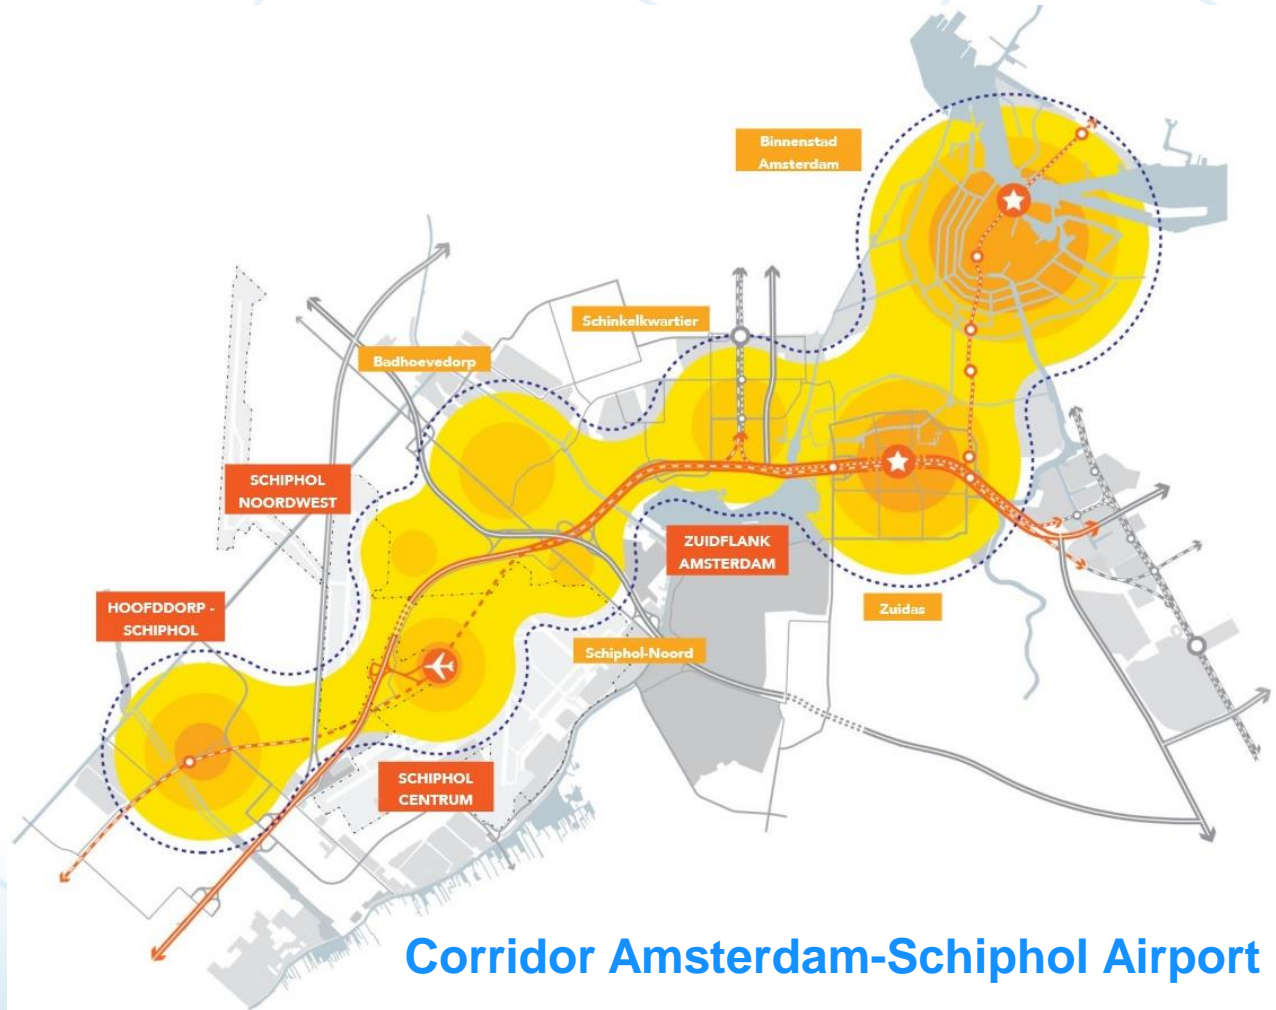 Binnenstad
Amsterdam
Schinkelkwartier
Badhoevedorp
SCHIPHOL
NOORDWEST
ZUIDFLANK
AMSTERDAM
HOOFDDORP -
SCHIPHOL
Zuidas
Schiphol-Noord
SCHIPHOL
CENTRUM
Corridor Amsterdam-Schiphol Airport